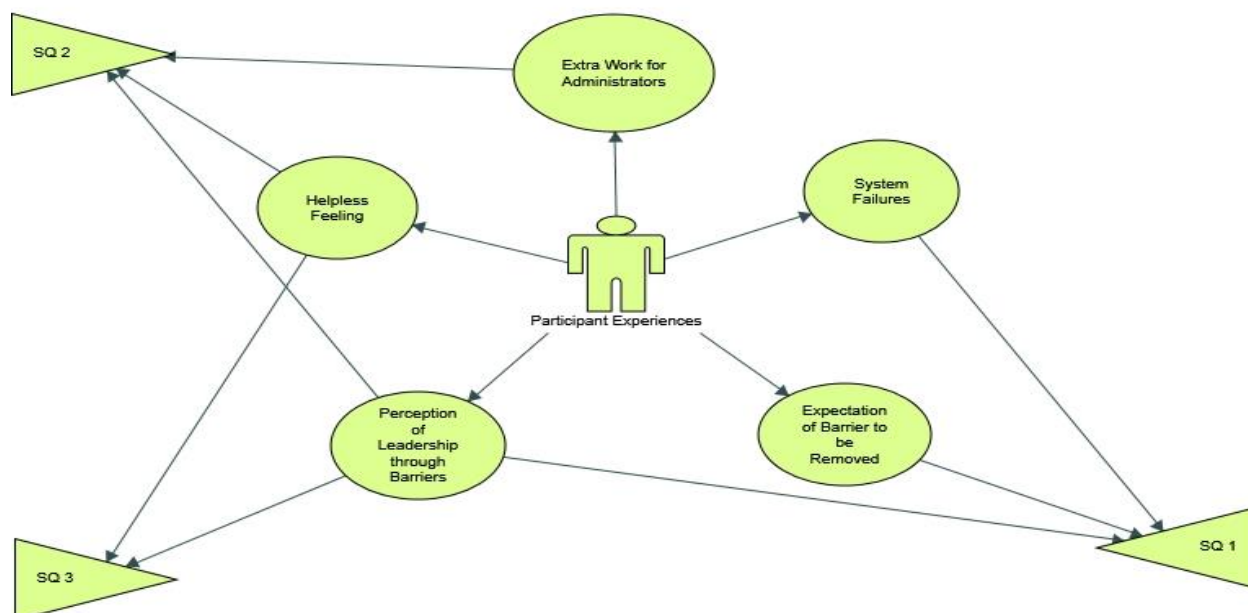 SQ 2
Extra Work for
Administrators
Helpless
Feeling
System
Failures
Participant Experiences
Perception
of
Leadership
through
Barriers
Expectation
of Barrier to
be
Removed
SQ 3
SQ 1